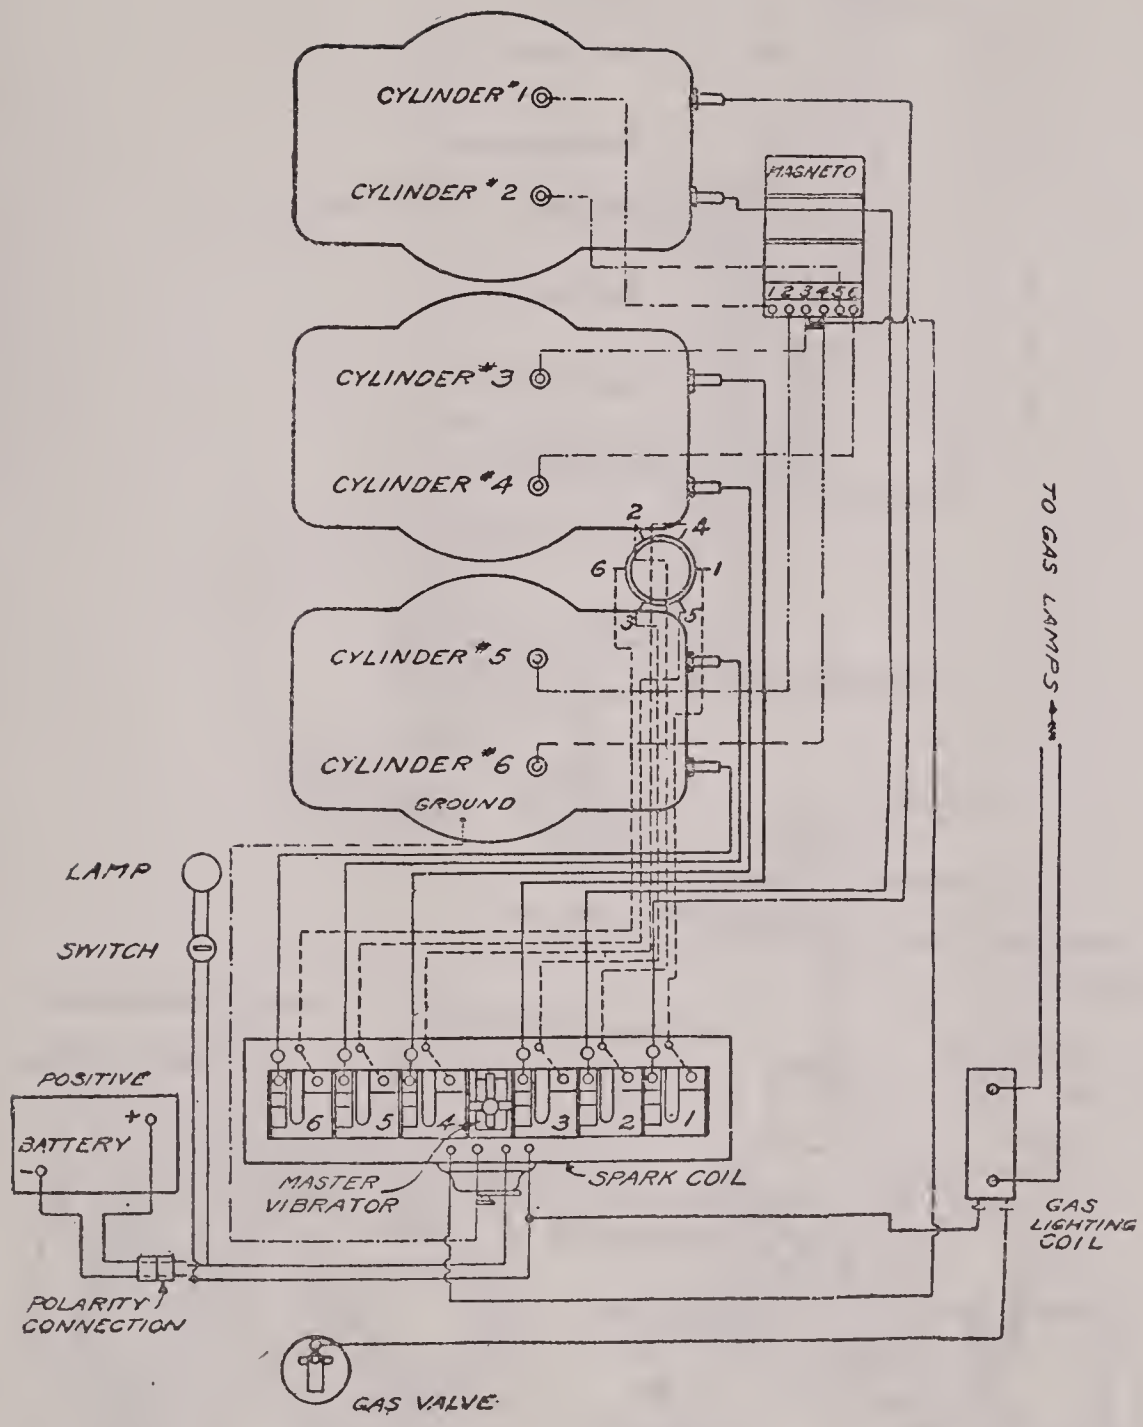 CYLINDER #1
MAGNETO
CYLINDER #2
1 2 3 4 5 6
CYLINDER #3
CYLINDER #4
2 4
6 1
3 5
CYLINDER #5
CYLINDER #6
GROUND
TO GAS LAMPS
LAMP
SWITCH
POSITIVE
+
BATTERY
-
6 5 4 3 2 1
MASTER
VIBRATOR
SPARK COIL
GAS
LIGHTING
COIL
POLARITY
CONNECTION
GAS VALVE